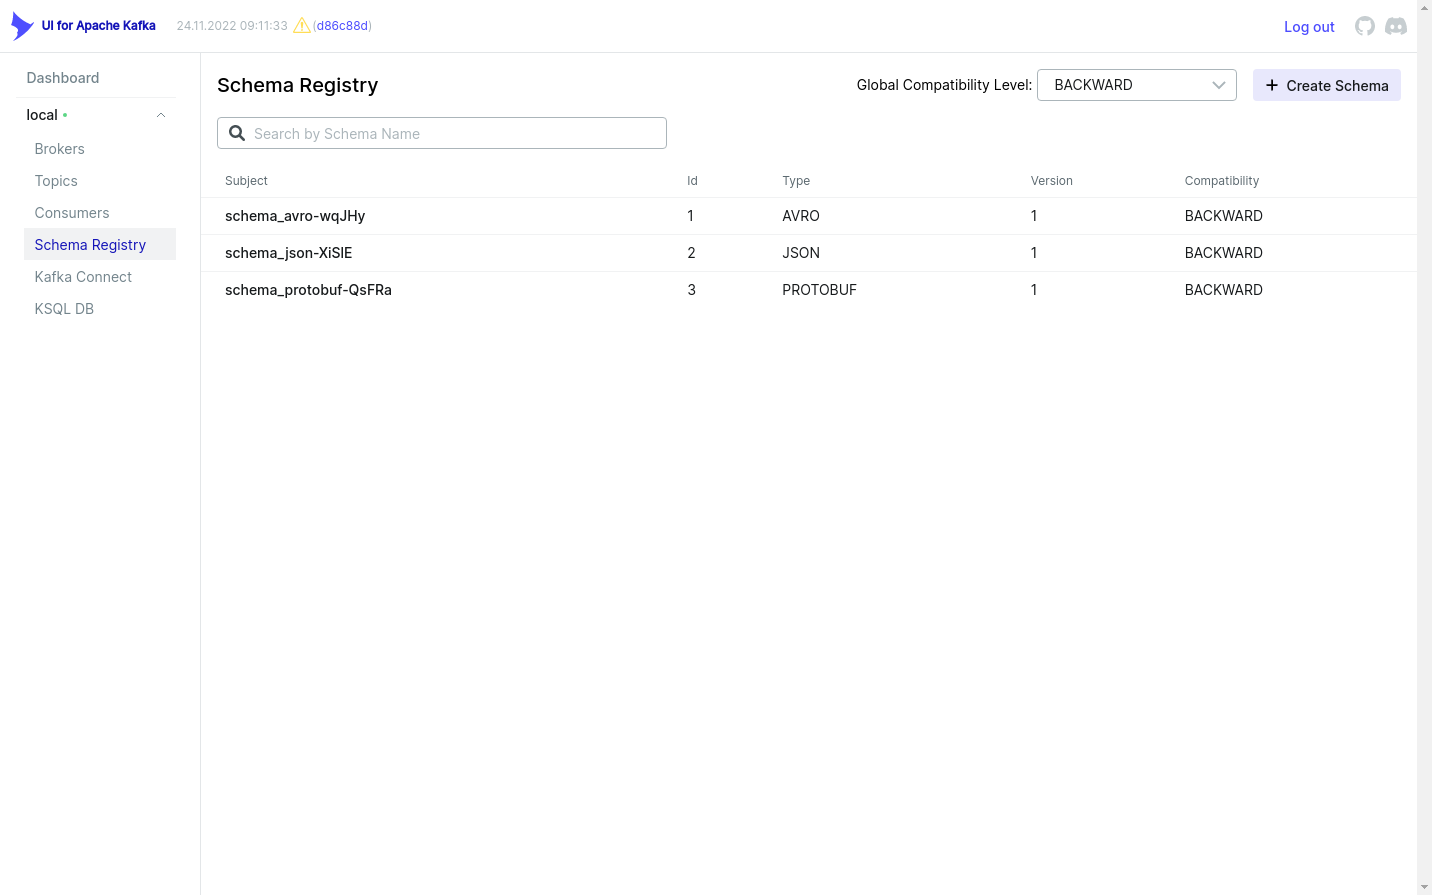 UI for Apache Kafka 24.11.2022 09:11:33 (d86c88d) Log out
Dashboard
local
Brokers
Topics
Consumers
Schema Registry
Kafka Connect
KSQL DB
Schema Registry Global Compatibility Level: BACKWARD Create Schema
Search by Schema Name
Subject Id Type Version Compatibility
schema_avro-wqJHy 1 AVRO 1 BACKWARD
schema_json-XiSIE 2 JSON 1 BACKWARD
schema_protobuf-QsFRa 3 PROTOBUF 1 BACKWARD